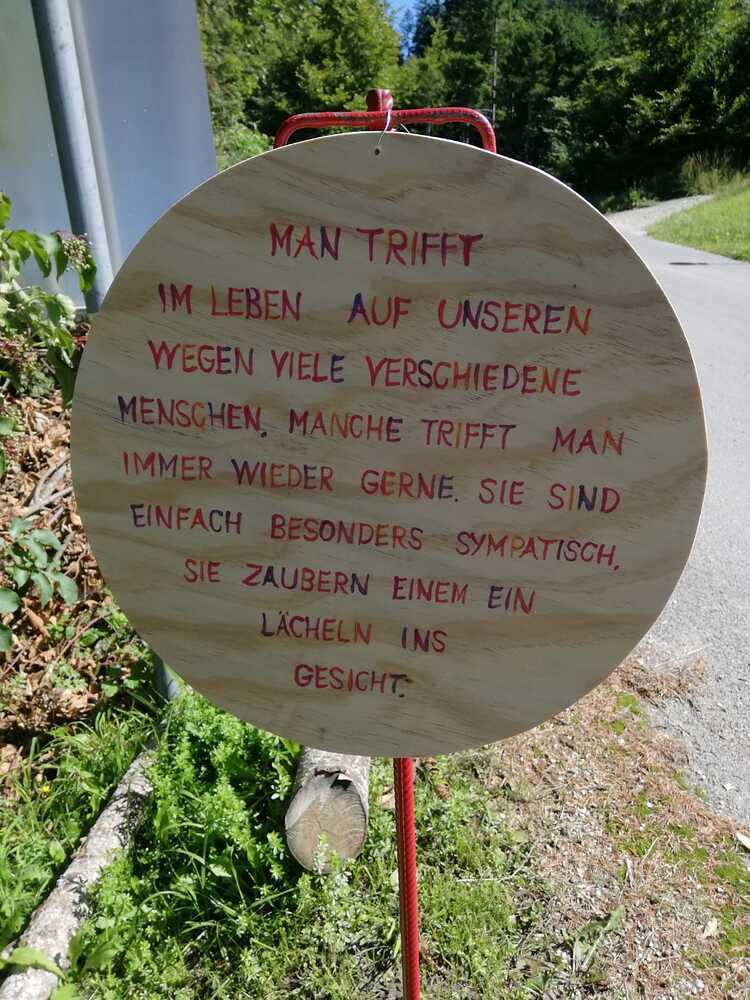 MAN TRIFFT
IM LEBEN AUF UNSEREN
WEGEN VIELE VERSCHIEDENE
MENSCHEN. MANCHE TRIFFT MAN
IMMER WIEDER GERNE. SIE SIND
EINFACH BESONDERS SYMPATISCH,
SIE ZAUBERN EINEM EIN
LÄCHELN INS
GESICHT.